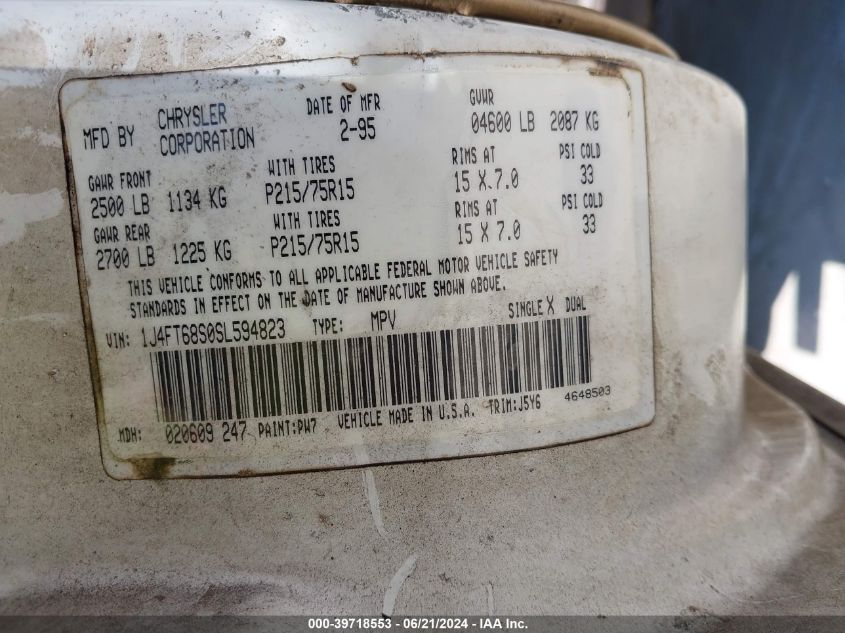 MFD BY CHRYSLER CORPORATION DATE OF MFR 2-95 GVWR 04600 LB 2087 KG
GAWR FRONT WITH TIRES RIMS AT PSI COLD
2500 LB 1134 KG P215/75R15 15 X 7.0 33
GAWR REAR WITH TIRES RIMS AT PSI COLD
2700 LB 1225 KG P215/75R15 15 X 7.0 33
THIS VEHICLE CONFORMS TO ALL APPLICABLE FEDERAL MOTOR VEHICLE SAFETY
STANDARDS IN EFFECT ON THE DATE OF MANUFACTURE SHOWN ABOVE.
VIN: 1J4FT68S0SL594823 TYPE: MPV SINGLE X DUAL
MDH: 020609 247 PAINT:PW7 VEHICLE MADE IN U.S.A. TRIM:J5Y6 4648503
000-39718553 - 06/21/2024 - IAA Inc.